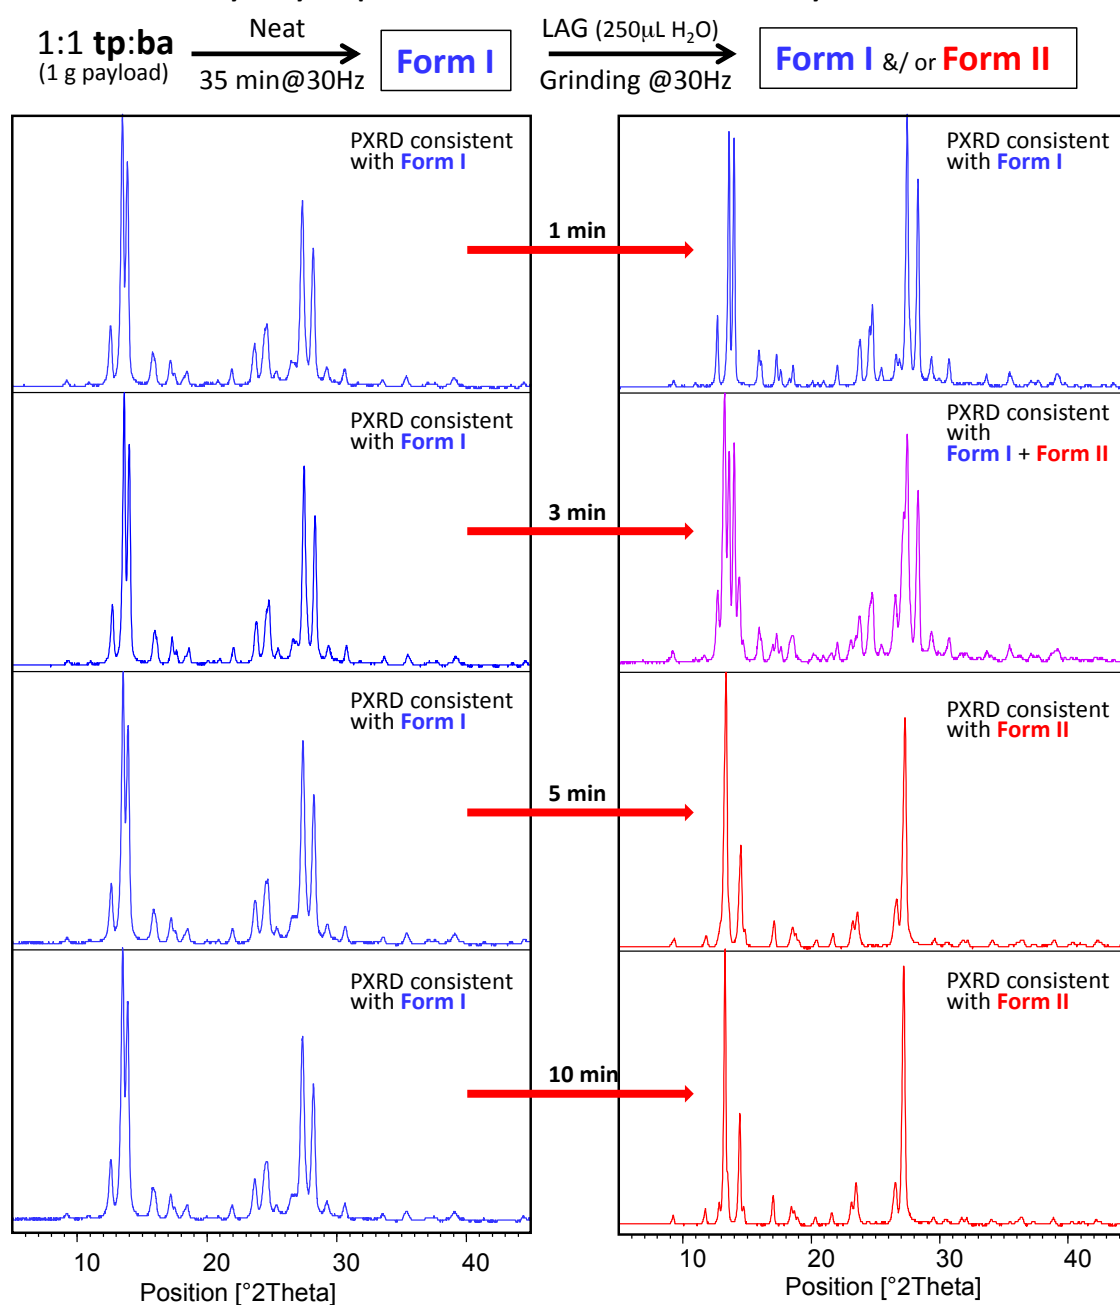 1:1 tp:ba
(1 g payload)
Neat
35 min@30Hz
Form I
LAG (250μL H₂O)
Grinding @30Hz
Form I &/ or Form II
PXRD consistent
with Form I
1 min
PXRD consistent
with Form I
PXRD consistent
with Form I
3 min
PXRD consistent
with
Form I + Form II
PXRD consistent
with Form I
5 min
PXRD consistent
with Form II
PXRD consistent
with Form I
10 min
PXRD consistent
with Form II
10 20 30 40
Position [°2Theta]
10 20 30 40
Position [°2Theta]